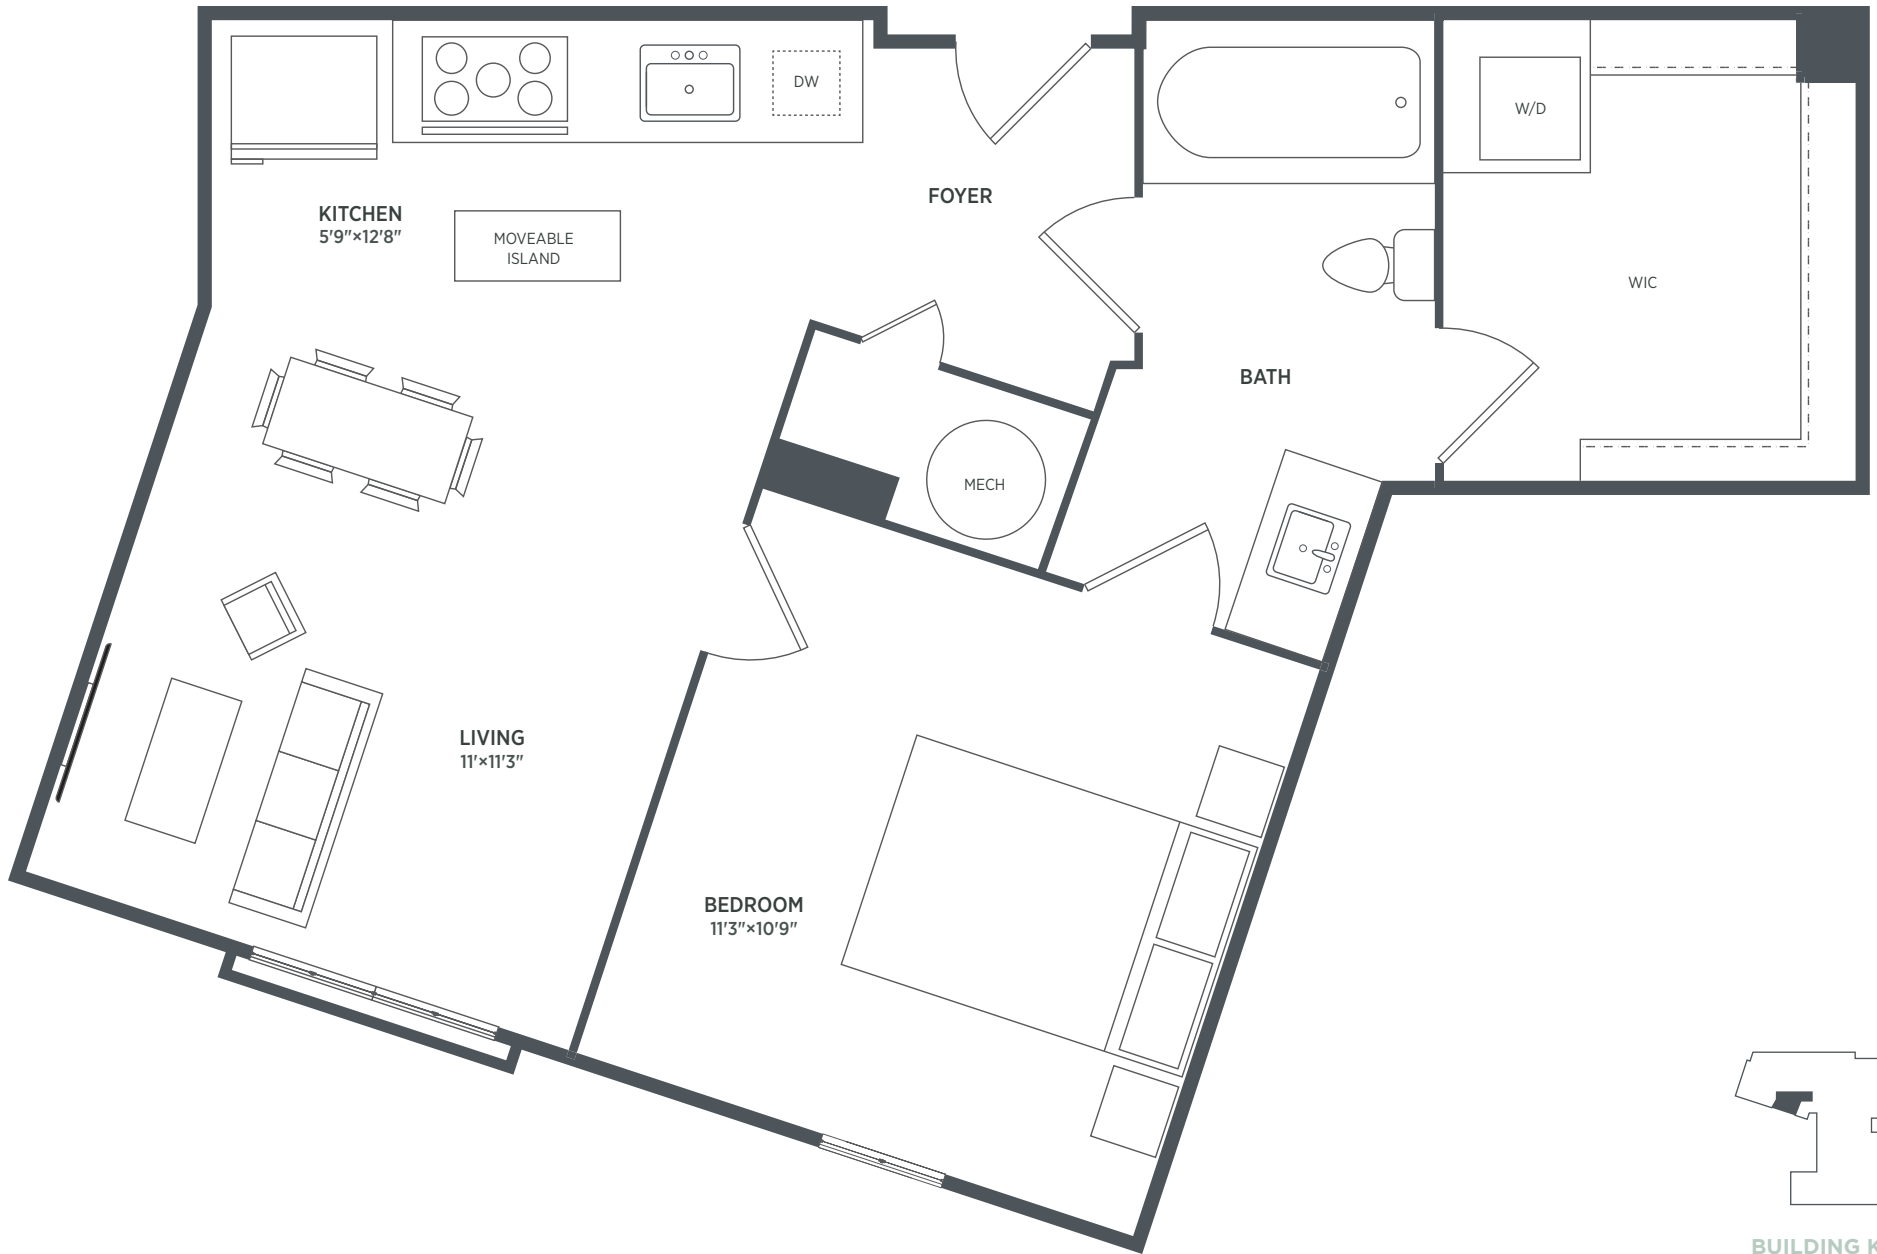 DW
W/D
FOYER
KITCHEN
5'9"×12'8"
MOVEABLE
ISLAND
WIC
BATH
MECH
LIVING
11'×11'3"
BEDROOM
11'3"×10'9"
BUILDING K